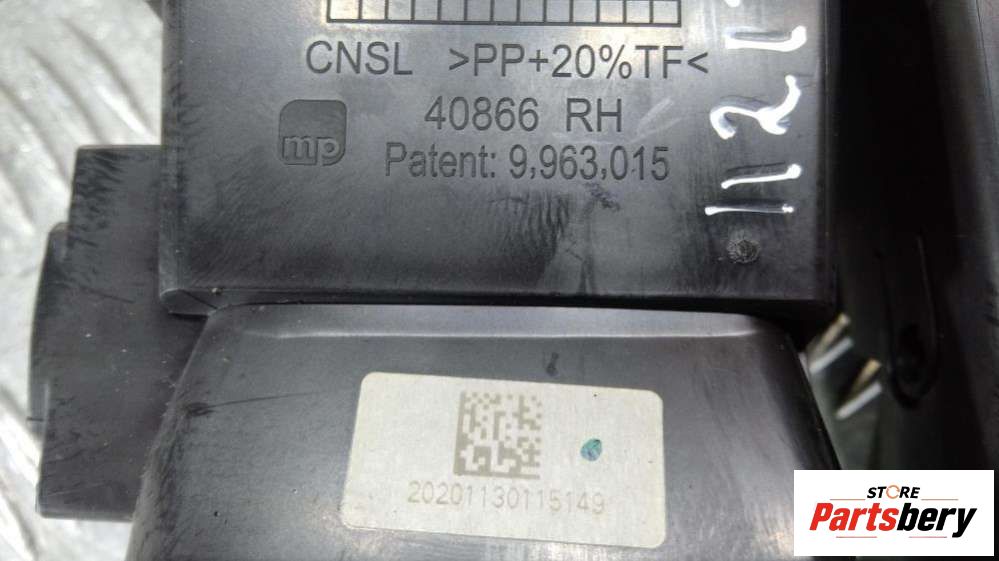 CNSL >PP+20%TF<
40866 RH
mp
Patent: 9,963,015
20201130115149
STORE
Partsbery